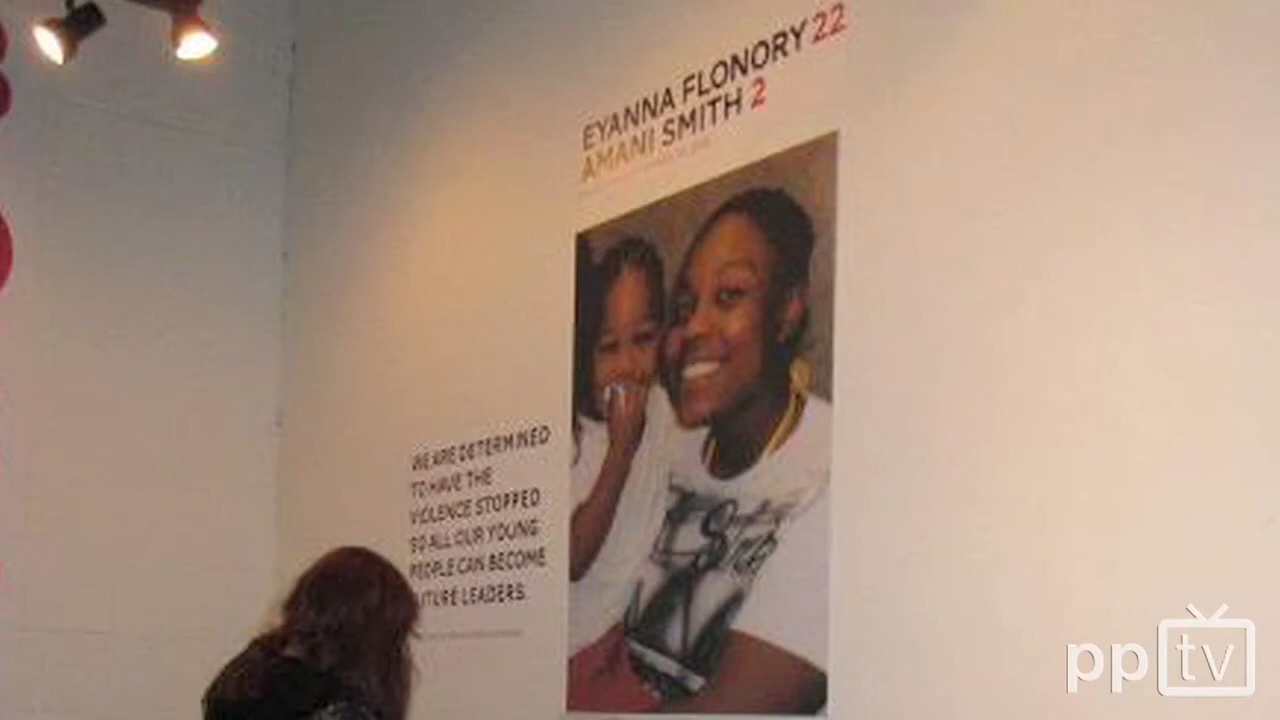 EYANNA FLONORY 22
AMANI SMITH 2
WE ARE DETERMINED
TO HAVE THE
VIOLENCE STOPPED
SO ALL OUR YOUNG
PEOPLE CAN BECOME
FUTURE LEADERS.
pptv